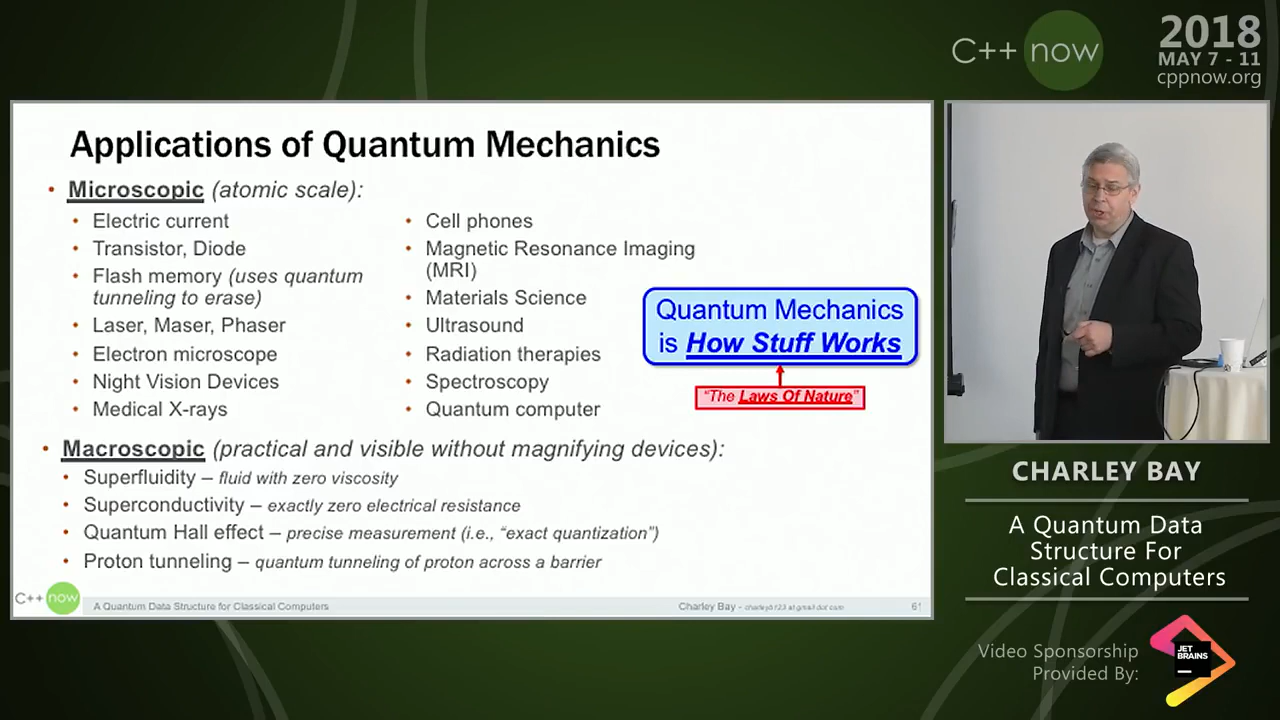 C++ now
2018
MAY 7 - 11
cppnow.org
Applications of Quantum Mechanics
• Microscopic (atomic scale):
• Electric current
• Transistor, Diode
• Flash memory (uses quantum
tunneling to erase)
• Laser, Maser, Phaser
• Electron microscope
• Night Vision Devices
• Medical X-rays
• Cell phones
• Magnetic Resonance Imaging
(MRI)
• Materials Science
• Ultrasound
• Radiation therapies
• Spectroscopy
• Quantum computer
Quantum Mechanics
is How Stuff Works
"The Laws Of Nature"
• Macroscopic (practical and visible without magnifying devices):
• Superfluidity – fluid with zero viscosity
• Superconductivity – exactly zero electrical resistance
• Quantum Hall effect – precise measurement (i.e., “exact quantization”)
• Proton tunneling – quantum tunneling of proton across a barrier
C++ now
A Quantum Data Structure for Classical Computers
Charley Bay – charleyb123 at gmail dot com
61
CHARLEY BAY
A Quantum Data
Structure For
Classical Computers
Video Sponsorship
Provided By:
JET
BRAINS